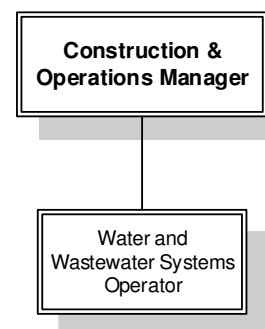 Construction &
Operations Manager
Water and
Wastewater Systems
Operator